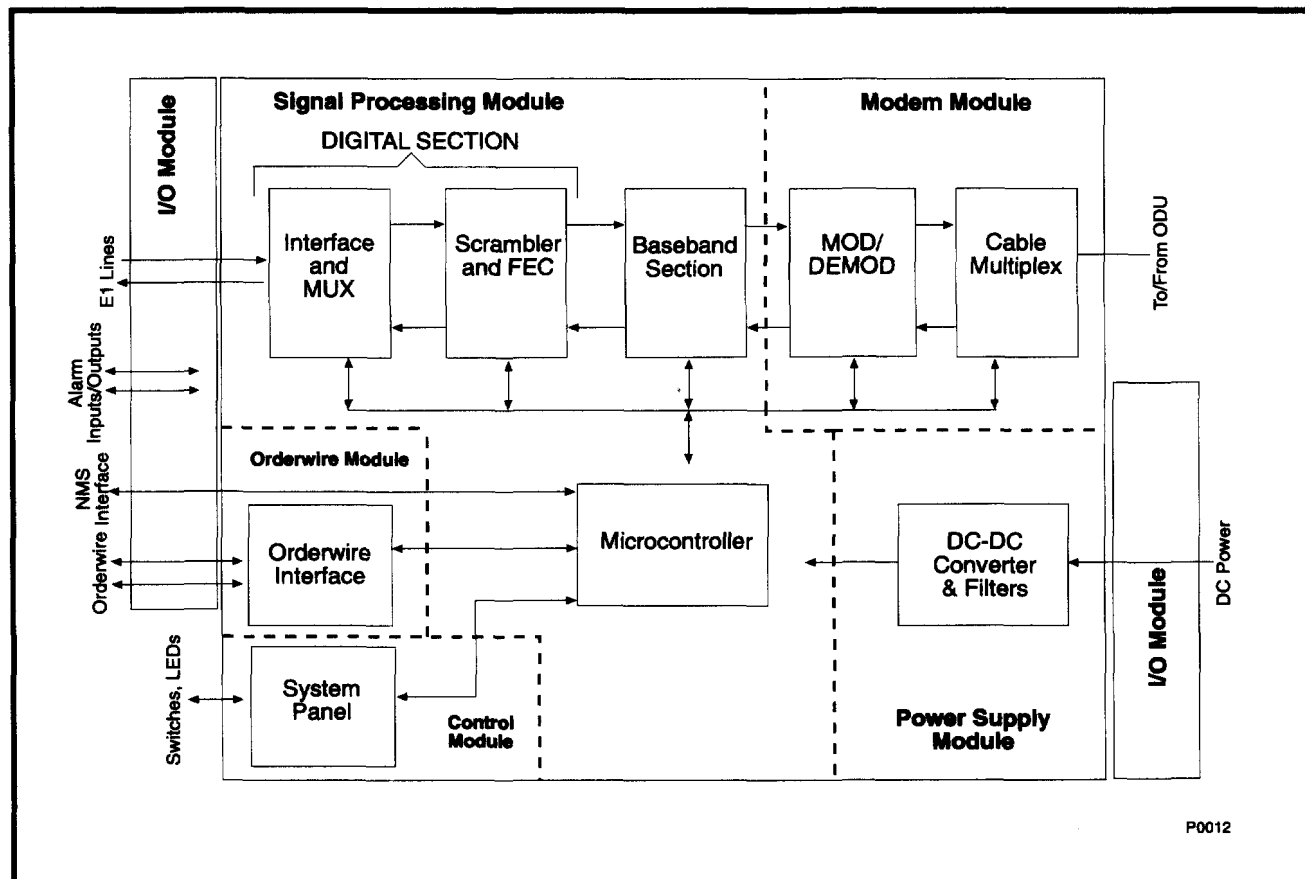 Signal Processing Module
Modem Module
DIGITAL SECTION
I/O Module
Interface
and
MUX
Scrambler
and FEC
Baseband
Section
MOD/
DEMOD
Cable
Multiplex
E1 Lines
To/From ODU
Alarm
Inputs/Outputs
Orderwire Module
NMS
Orderwire Interface
Orderwire
Interface
Microcontroller
DC-DC
Converter
& Filters
DC Power
I/O Module
Switches, LEDs
System
Panel
Control
Module
Power Supply
Module
P0012